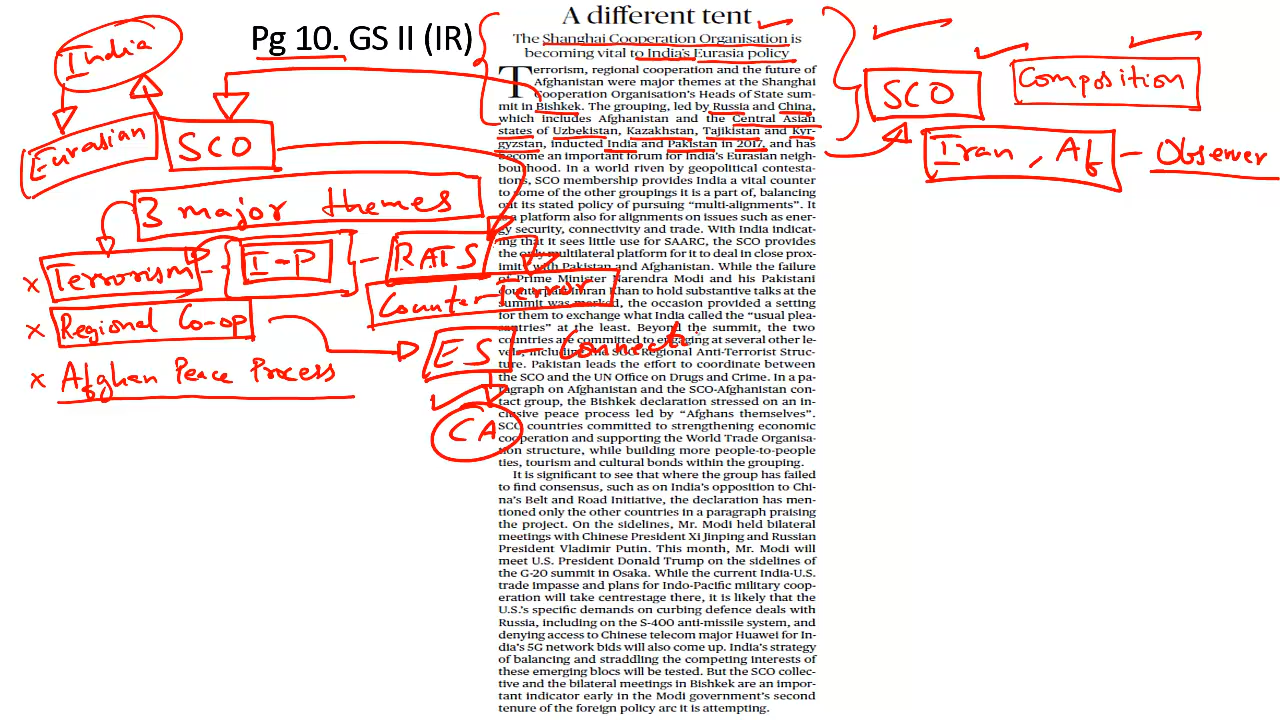 Pg 10. GS II (IR)
India
Eurasian
SCO
3 major themes
x Terrorism - { I-P } - RATS
Counter Terror
x Regional Co-op
ES - Connecti
x Afghan Peace Process
CA
A different tent
The Shanghai Cooperation Organisation is
becoming vital to India's Eurasia policy
Terrorism, regional cooperation and the future of
Afghanistan were major themes at the Shanghai
Cooperation Organisation's Heads of State sum-
mit in Bishkek. The grouping, led by Russia and China,
which includes Afghanistan and the Central Asian
states of Uzbekistan, Kazakhstan, Tajikistan and Kyr-
gyzstan, inducted India and Pakistan in 2017, and has
become an important forum for India's Eurasian neigh-
bourhood. In a world riven by geopolitical contesta-
tions, SCO membership provides India a vital counter
to some of the other groupings it is a part of, balancing
out its stated policy of pursuing "multi-alignments". It
is a platform also for alignments on issues such as ener-
gy security, connectivity and trade. With India indicat-
ing that it sees little use for SAARC, the SCO provides
the only multilateral platform for it to deal in close prox-
imity with Pakistan and Afghanistan. While the failure
of Prime Minister Narendra Modi and his Pakistani
counterpart Imran Khan to hold substantive talks at the
summit was marked, the occasion provided a setting
for them to exchange what India called the "usual plea-
santries" at the least. Beyond the summit, the two
countries are committed to engaging at several other le-
vels, including the SCO-Regional Anti-Terrorist Struc-
ture. Pakistan leads the effort to coordinate between
the SCO and the UN Office on Drugs and Crime. In a pa-
ragraph on Afghanistan and the SCO-Afghanistan con-
tact group, the Bishkek declaration stressed on an in-
clusive peace process led by "Afghans themselves".
SCO countries committed to strengthening economic
cooperation and supporting the World Trade Organisa-
tion structure, while building more people-to-people
ties, tourism and cultural bonds within the grouping.
It is significant to see that where the group has failed
to find consensus, such as on India's opposition to Chi-
na's Belt and Road Initiative, the declaration has men-
tioned only the other countries in a paragraph praising
the project. On the sidelines, Mr. Modi held bilateral
meetings with Chinese President Xi Jinping and Russian
President Vladimir Putin. This month, Mr. Modi will
meet U.S. President Donald Trump on the sidelines of
the G-20 summit in Osaka. While the current India-U.S.
trade impasse and plans for Indo-Pacific military coop-
eration will take centrestage there, it is likely that the
U.S.'s specific demands on curbing defence deals with
Russia, including on the S-400 anti-missile system, and
denying access to Chinese telecom major Huawei for In-
dia's 5G network bids will also come up. India's strategy
of balancing and straddling the competing interests of
these emerging blocs will be tested. But the SCO collec-
tive and the bilateral meetings in Bishkek are an impor-
tant indicator early in the Modi government's second
tenure of the foreign policy arc it is attempting.
SCO
Composition
Iran, Af - Observer